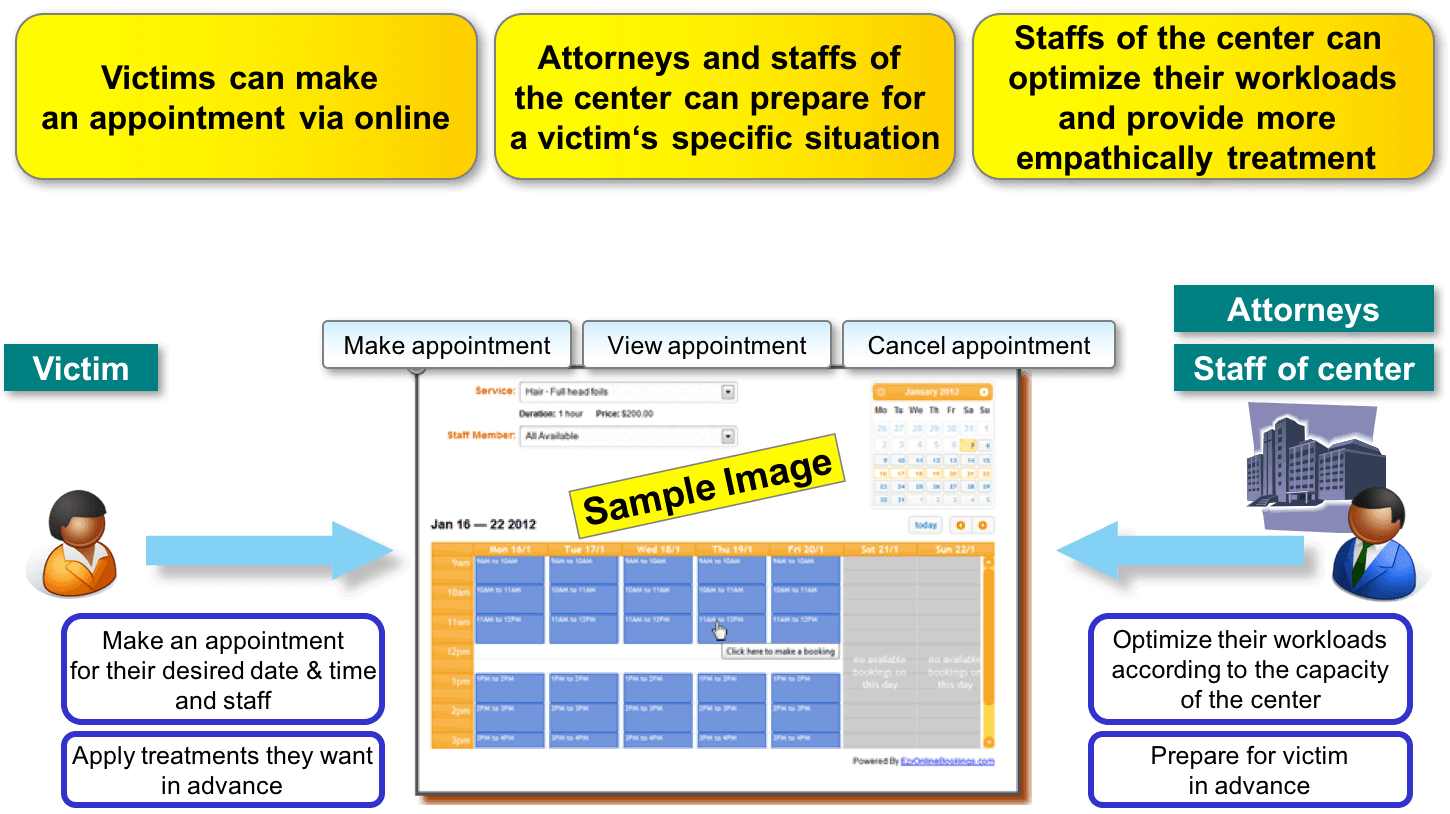 Victims can make
an appointment via online
Attorneys and staffs of
the center can prepare for
a victim‘s specific situation
Staffs of the center can
optimize their workloads
and provide more
empathically treatment
Attorneys
Staff of center
Victim
Make appointment
View appointment
Cancel appointment
Service: Hair - Full head foils
Duration: 1 hour Price: $200.00
Staff Member: All Available
January 2012
Mo Tu We Th Fr Sa Su
26 27 28 29 30 31 1
2 3 4 5 6 7 8
9 10 11 12 13 14 15
16 17 18 19 20 21 22
23 24 25 26 27 28 29
30 31 1 2 3 4 5
Sample Image
Jan 16 — 22 2012
today
Mon 16/1 Tue 17/1 Wed 18/1 Thu 19/1 Fri 20/1 Sat 21/1 Sun 22/1
9am 9AM to 10AM 9AM to 10AM 9AM to 10AM 9AM to 10AM 9AM to 10AM
10am 10AM to 11AM 10AM to 11AM 10AM to 11AM 10AM to 11AM 10AM to 11AM
11am 11AM to 12PM 11AM to 12PM 11AM to 12PM 11AM to 12PM 11AM to 12PM
12pm
Click here to make a booking
no available
bookings on
this day
no available
bookings on
this day
1pm 1PM to 2PM 1PM to 2PM 1PM to 2PM 1PM to 2PM 1PM to 2PM
2pm 2PM to 3PM 2PM to 3PM 2PM to 3PM 2PM to 3PM 2PM to 3PM
3pm 3PM to 4PM 3PM to 4PM 3PM to 4PM 3PM to 4PM 3PM to 4PM
Powered By EzyOnlineBookings.com
Make an appointment
for their desired date & time
and staff
Apply treatments they want
in advance
Optimize their workloads
according to the capacity
of the center
Prepare for victim
in advance